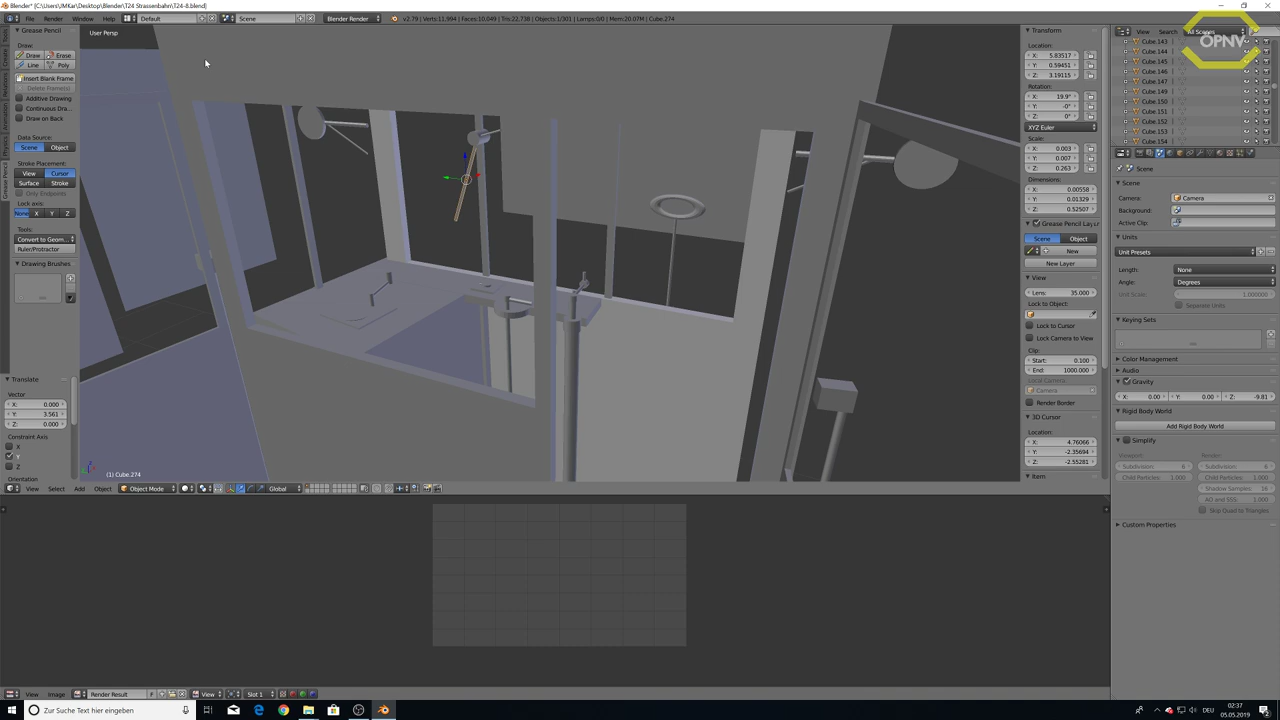 Blender* [C:\Users\JMKar\Desktop\Blender\T24 Strassenbahn\T24-8.blend]
File Render Window Help Default Scene Blender Render v2.79 | Verts:11,994 | Faces:10,049 | Tris:22,738 | Objects:1/301 | Lamps:0/0 | Mem:20.07M | Cube.274
View Search All Scenes
OPNV
Grease Pencil
Draw:
Draw Erase
Line Poly
Insert Blank Frame
Delete Frame(s)
Additive Drawing
Continuous Dra...
Draw on Back
Data Source:
Scene Object
Stroke Placement:
View Cursor
Surface Stroke
Only Endpoints
Lock axis:
None X Y Z
Tools:
Convert to Geom...
Ruler/Protractor
Drawing Brushes
Translate
Vector
X: 0.000
Y: 3.561
Z: 0.000
Constraint Axis
X
Y
Z
Orientation
User Persp
(1) Cube.274
View Select Add Object Object Mode Global
Transform
Location:
X: 5.83517
Y: 0.59451
Z: 3.19115
Rotation:
X: 19.9°
Y: -0°
Z: 0°
XYZ Euler
Scale:
X: 0.003
Y: 0.007
Z: 0.263
Dimensions:
X: 0.00558
Y: 0.01329
Z: 0.52507
Grease Pencil Laye
Scene Object
New
New Layer
View
Lens: 35.000
Lock to Object:
Lock to Cursor
Lock Camera to View
Clip:
Start: 0.100
End: 1000.000
Local Camera:
Camera
Render Border
3D Cursor
Location:
X: 4.76066
Y: -2.35694
Z: -2.55281
Item
Cube.143
Cube.144
Cube.145
Cube.146
Cube.147
Cube.149
Cube.150
Cube.151
Cube.152
Cube.153
Cube.154
Scene
Scene
Camera: Camera
Background:
Active Clip:
Units
Unit Presets
Length: None
Angle: Degrees
Unit Scale: 1.000000
Separate Units
Keying Sets
Color Management
Audio
Gravity
X: 0.00 Y: 0.00 Z: -9.81
Rigid Body World
Add Rigid Body World
Simplify
Viewport: Render:
Subdivision: 6 Subdivision: 6
Child Particles: 1.000 Child Particles: 1.000
Shadow Samples: 16
AO and SSS: 1.000
Skip Quad to Triangles
Custom Properties
View Image Render Result F View Slot 1
Zur Suche Text hier eingeben
DEU 02:37
05.05.2019